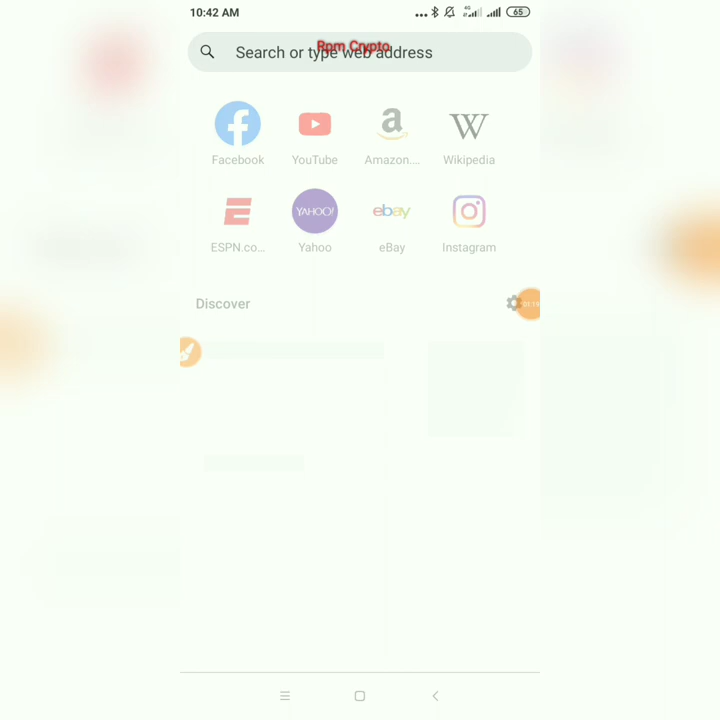 10:42 AM
65
Rpm Crypto
Search or type web address
Facebook
YouTube
Amazon....
Wikipedia
ESPN.co...
YAHOO!
Yahoo
ebay
eBay
Instagram
Discover